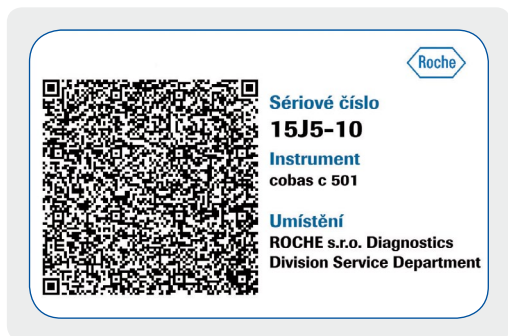 Roche
Sériové číslo
15J5-10
Instrument
cobas c 501
Umístění
ROCHE s.r.o. Diagnostics
Division Service Department